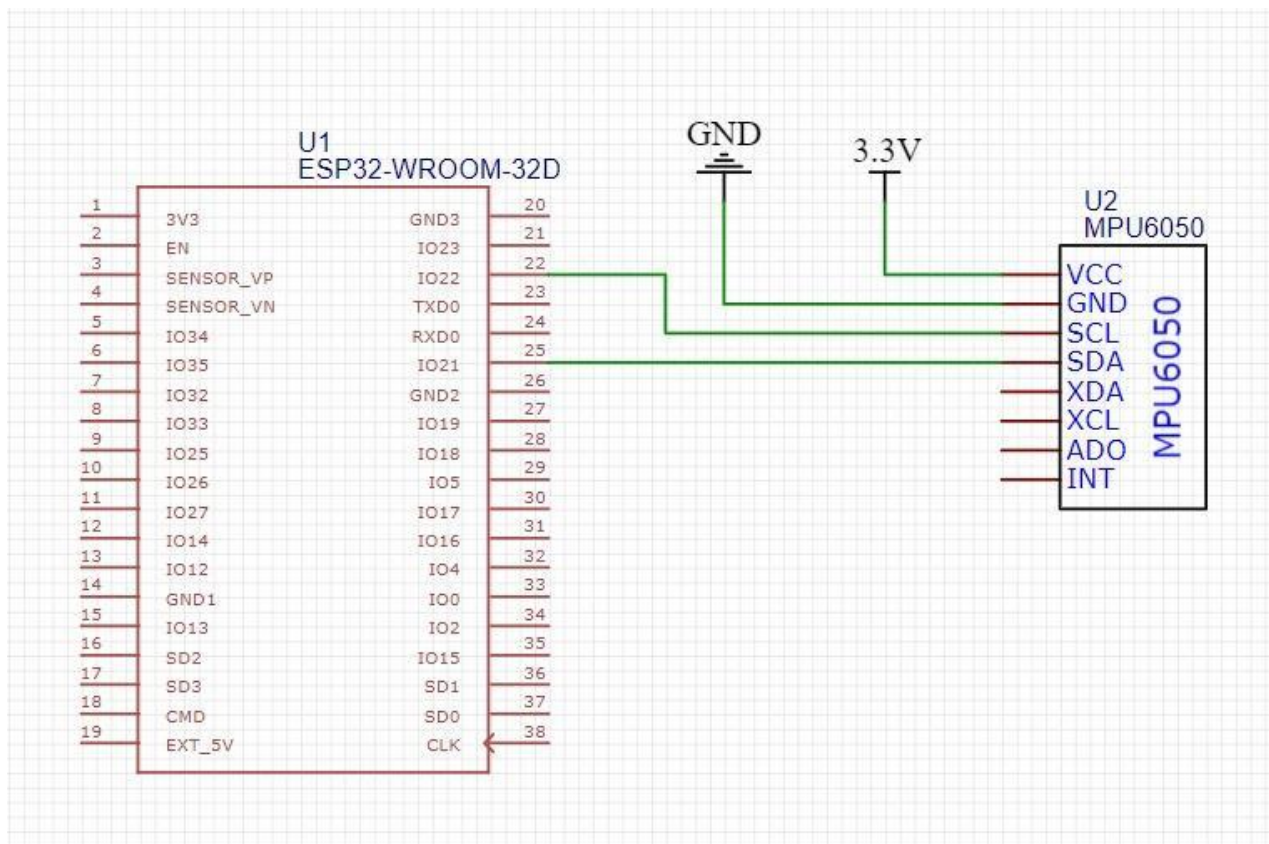 U1
ESP32-WROOM-32D
GND
3.3V
U2
MPU6050
1 3V3 GND3 20
2 EN IO23 21
3 SENSOR_VP IO22 22
4 SENSOR_VN TXD0 23
5 IO34 RXD0 24
6 IO35 IO21 25
7 IO32 GND2 26
8 IO33 IO19 27
9 IO25 IO18 28
10 IO26 IO5 29
11 IO27 IO17 30
12 IO14 IO16 31
13 IO12 IO4 32
14 GND1 IO0 33
15 IO13 IO2 34
16 SD2 IO15 35
17 SD3 SD1 36
18 CMD SD0 37
19 EXT_5V CLK 38
VCC
GND
SCL
SDA
XDA
XCL
ADO
INT
MPU6050